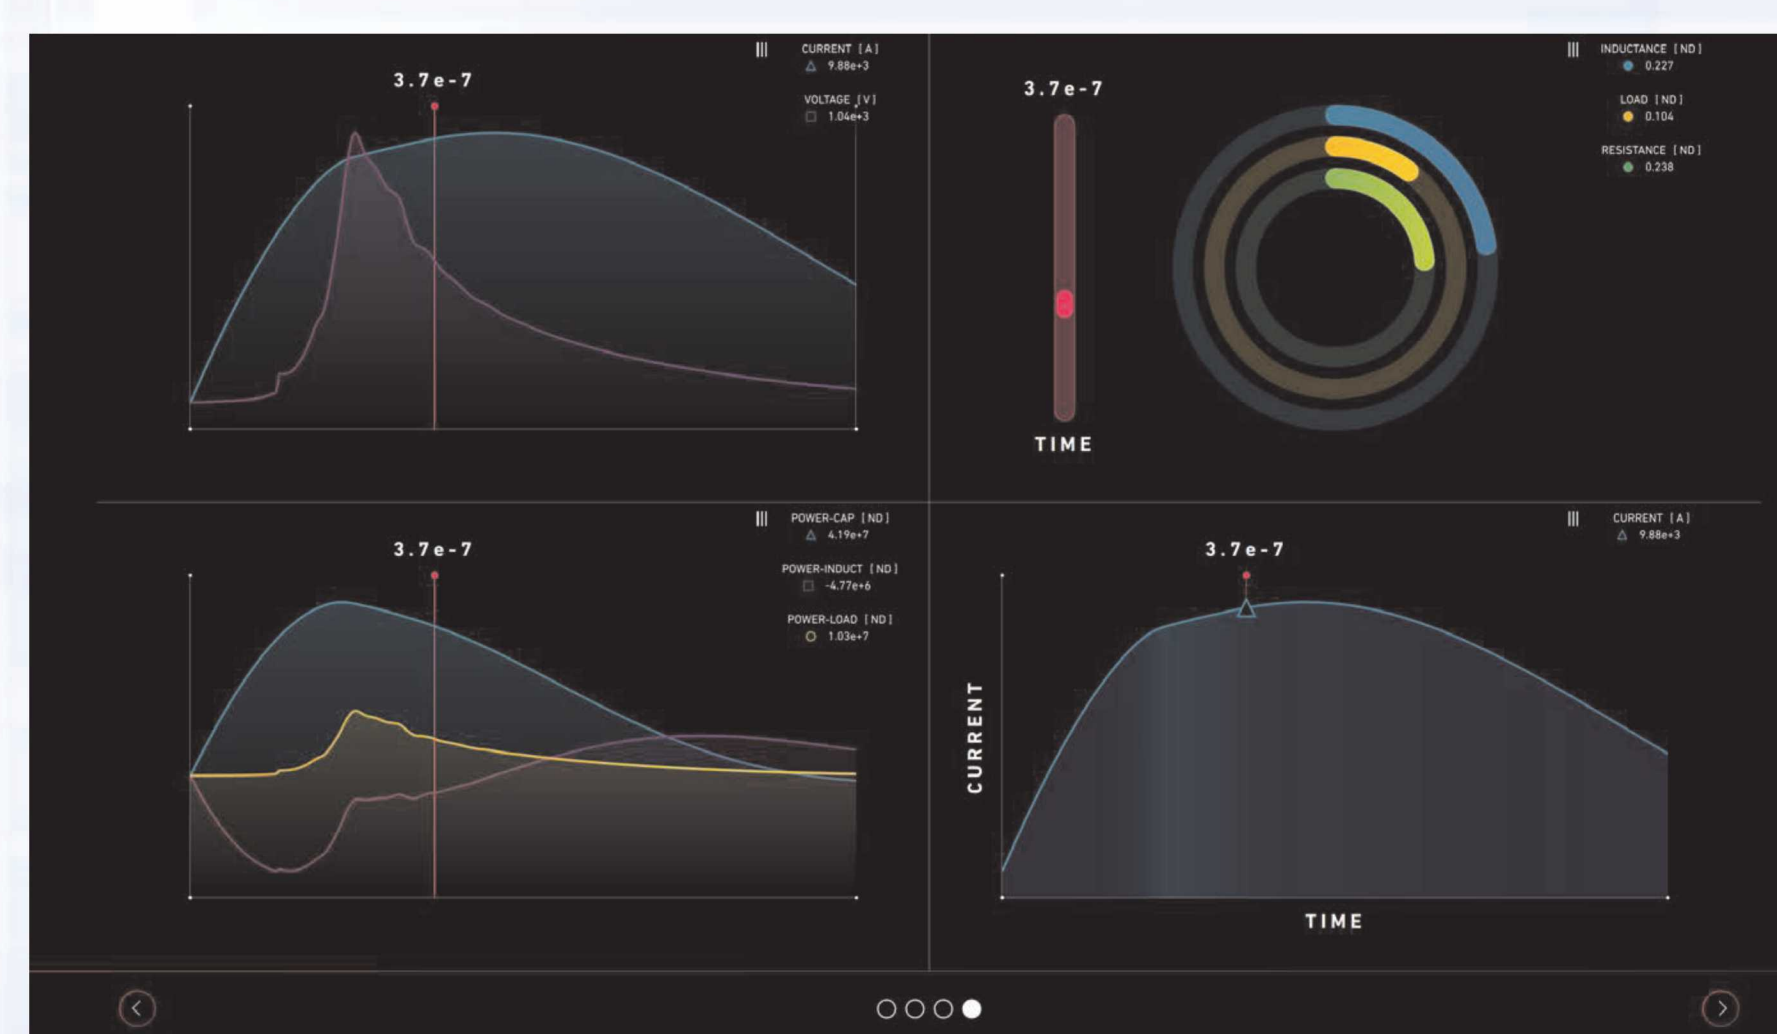 3.7e-7
CURRENT [A]
9.88e+3
VOLTAGE [V]
1.04e+3
3.7e-7
TIME
INDUCTANCE [ND]
0.227
LOAD [ND]
0.104
RESISTANCE [ND]
0.238
3.7e-7
POWER-CAP [ND]
4.19e+7
POWER-INDUCT [ND]
-4.77e+6
POWER-LOAD [ND]
1.03e+7
3.7e-7
CURRENT [A]
9.88e+3
CURRENT
TIME